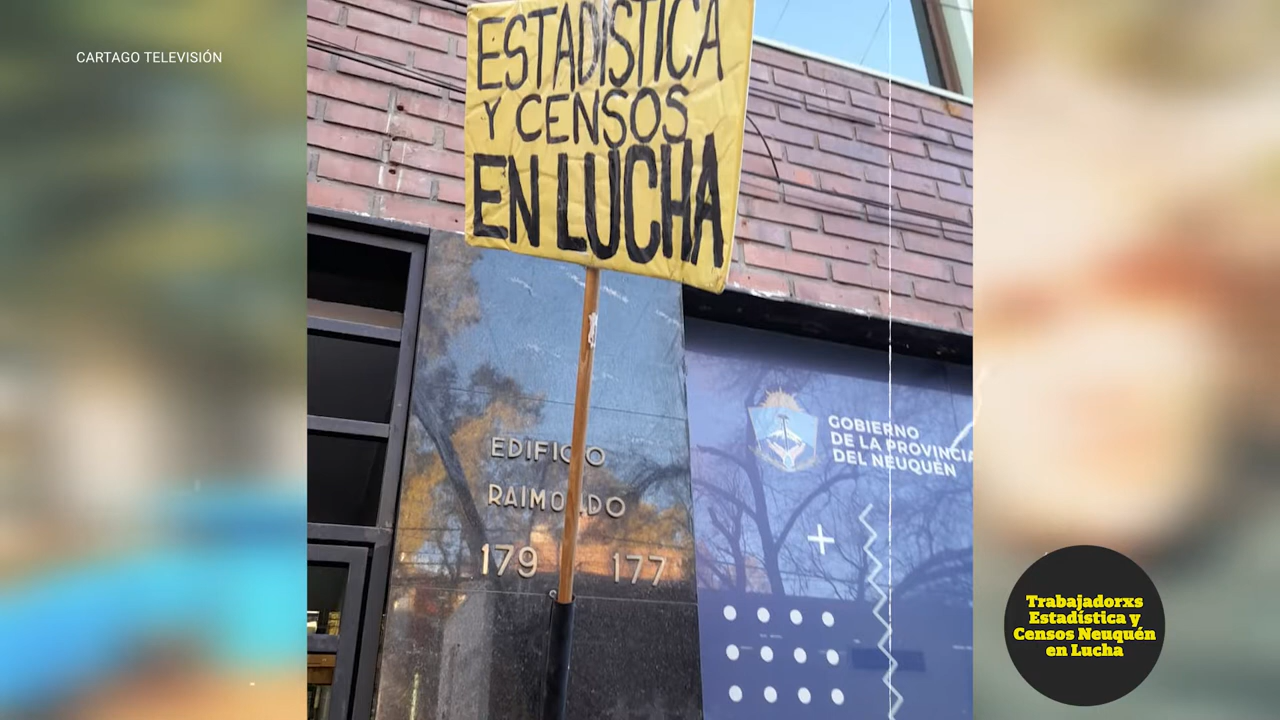 CARTAGO TELEVISIÓN
ESTADISTICA
Y CENSOS
EN LUCHA
EDIFICIO
RAIMONDO
179 177
GOBIERNO
DE LA PROVINCIA
DEL NEUQUÉN
Trabajadorxs
Estadística y
Censos Neuquén
en Lucha